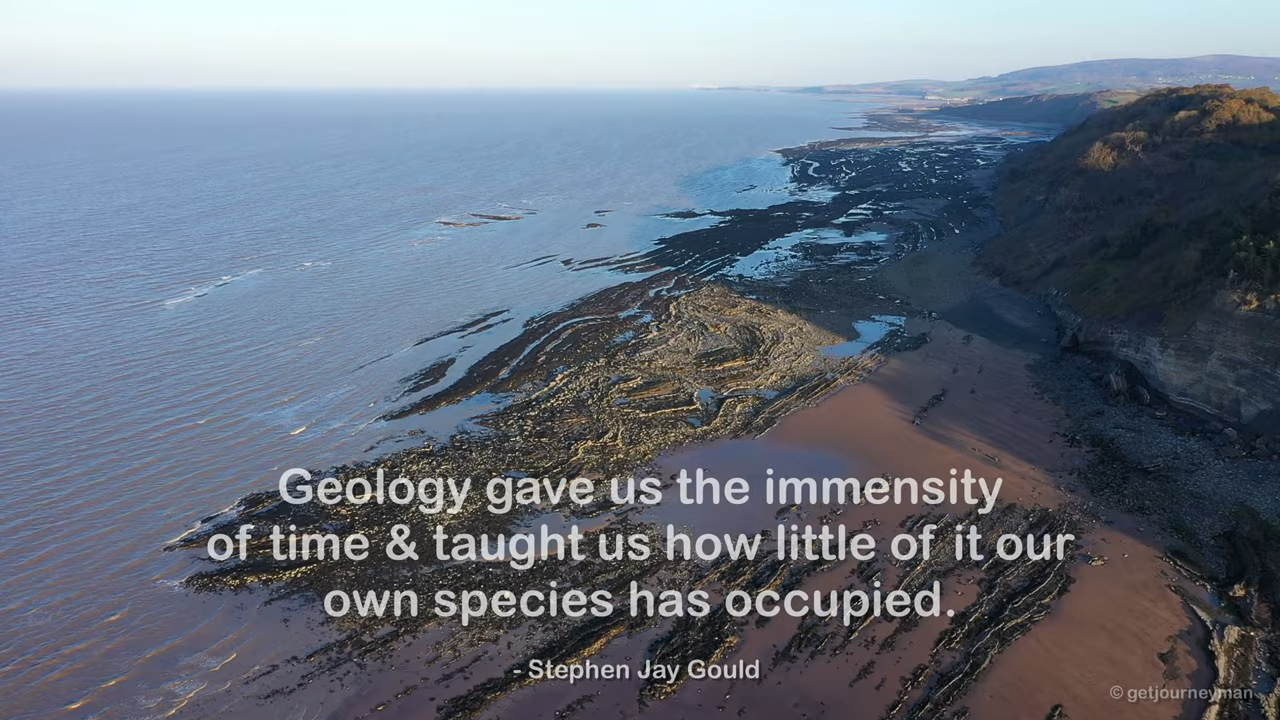 Geology gave us the immensity
of time & taught us how little of it our
own species has occupied.
- Stephen Jay Gould
© getjourneyman